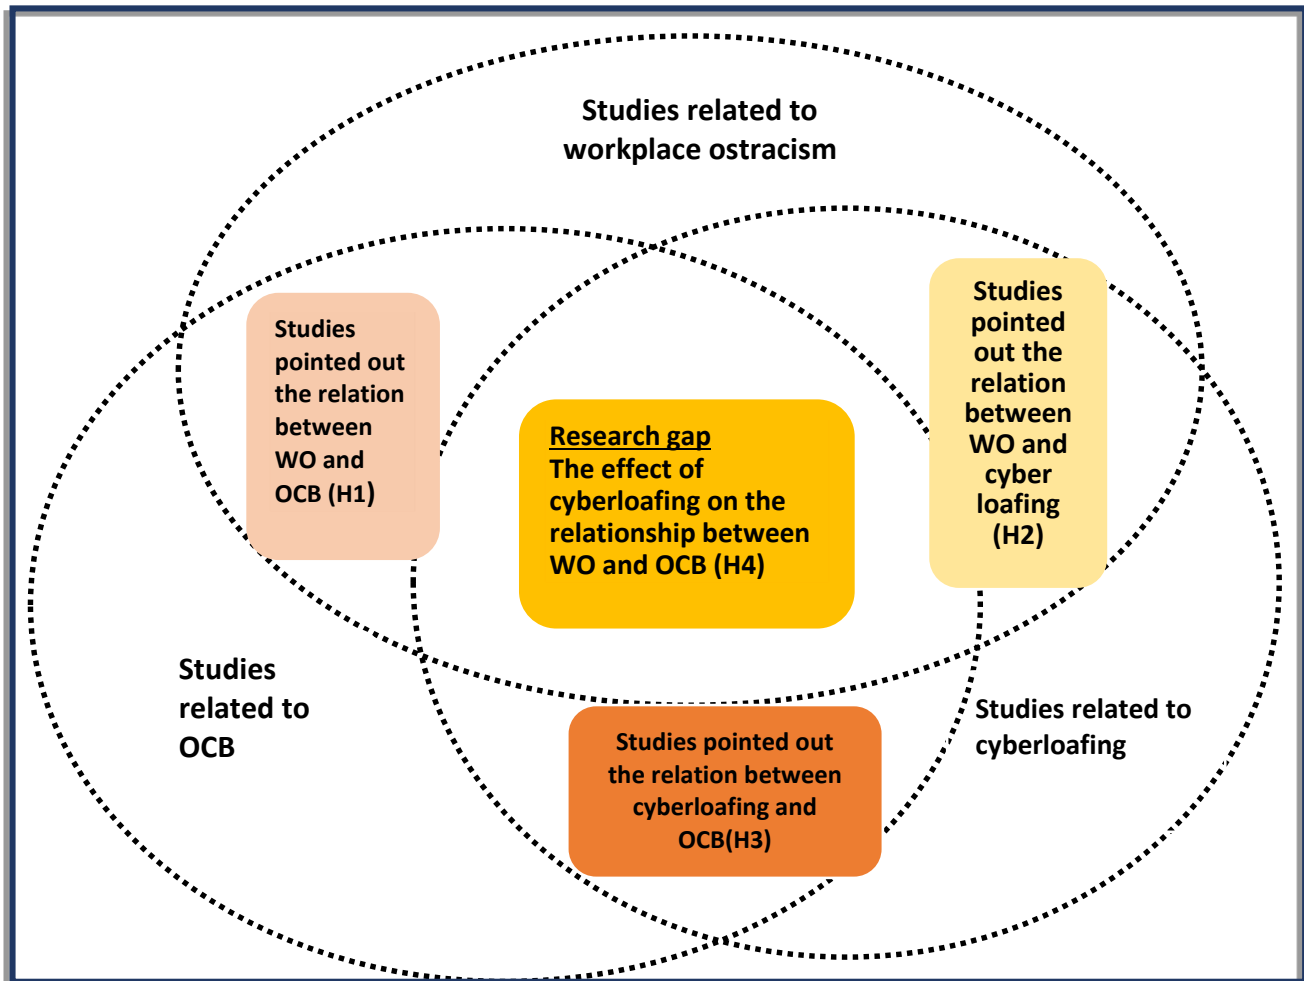 Studies related to
workplace ostracism
Studies
pointed out
the relation
between
WO and
OCB (H1)
Studies
pointed
out the
relation
between
WO and
cyber
loafing
(H2)
Research gap
The effect of
cyberloafing on the
relationship between
WO and OCB (H4)
Studies
related to
OCB
Studies related to
cyberloafing
Studies pointed out
the relation between
cyberloafing and
OCB(H3)